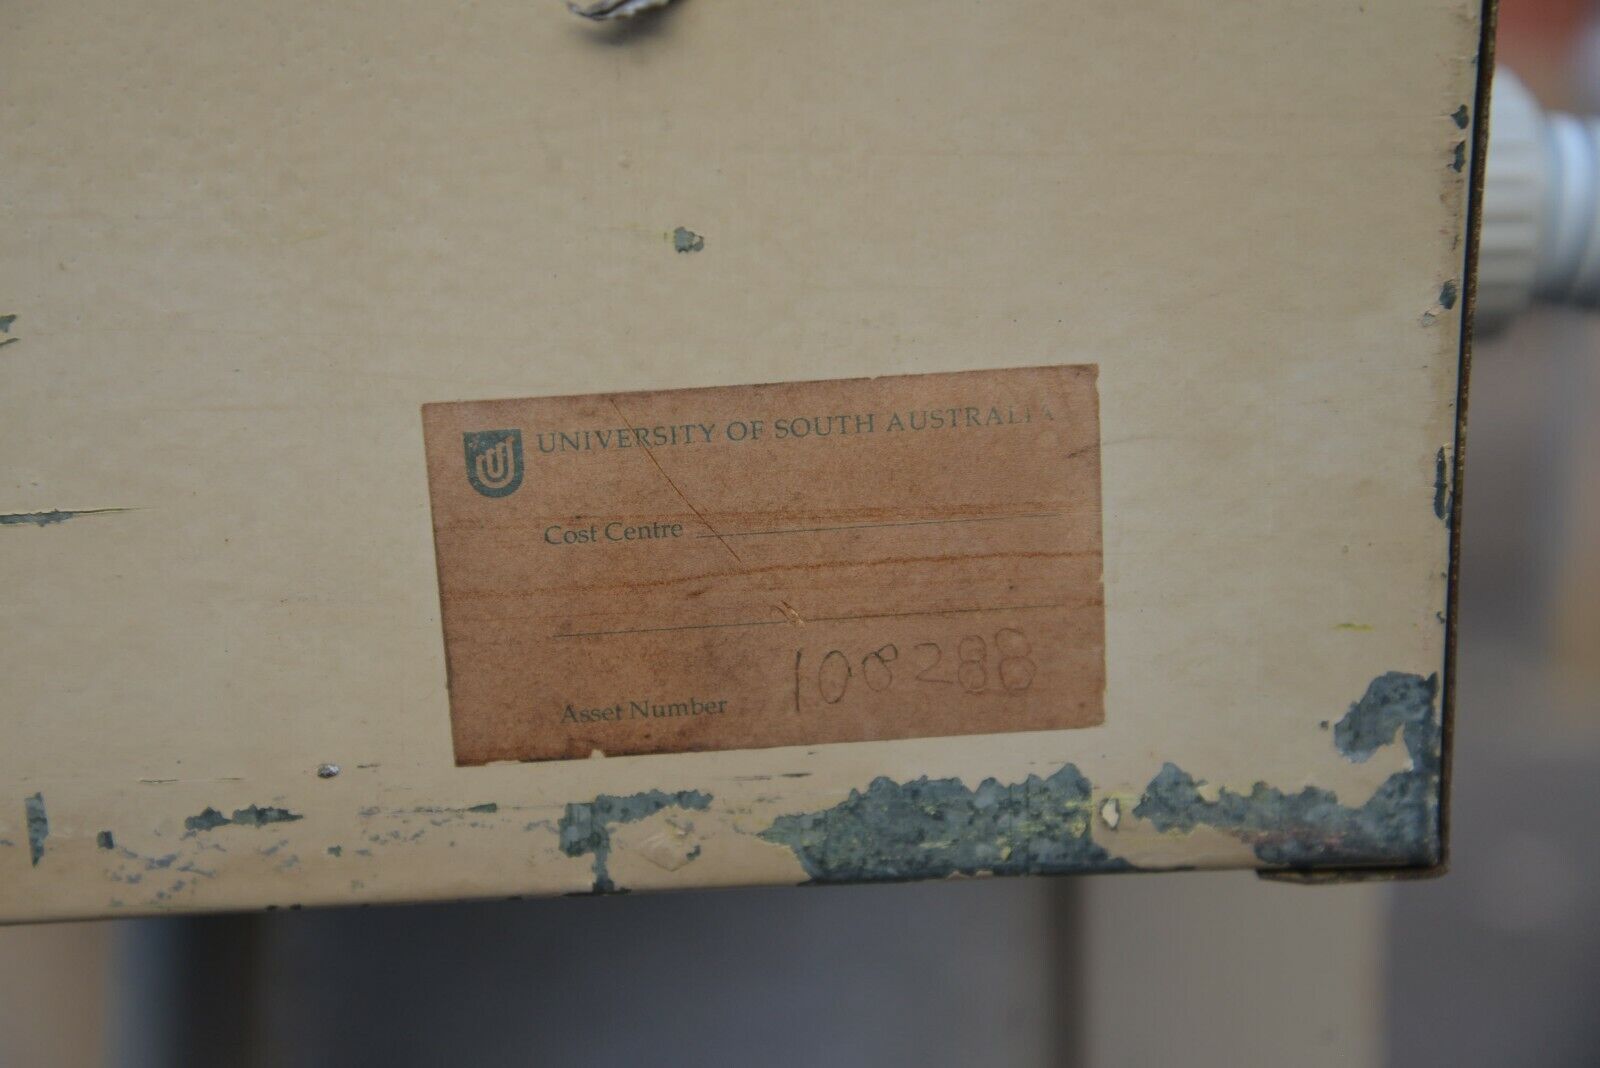 UNIVERSITY OF SOUTH AUSTRALIA
Cost Centre
Asset Number 108288